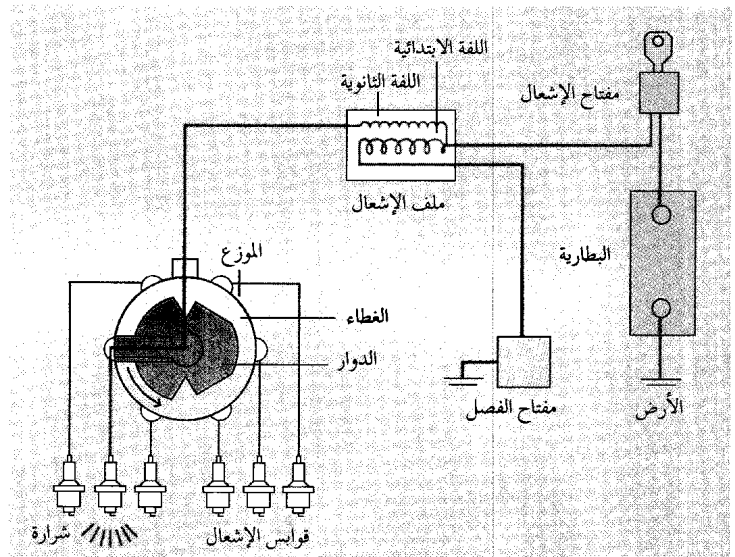 اللفة الابتدائية
اللفة الثانوية
مفتاح الإشعال
ملف الإشعال
الموزع
البطارية
الغطاء
الدوار
مفتاح الفصل
الأرض
شرارة
قوابس الإشعال